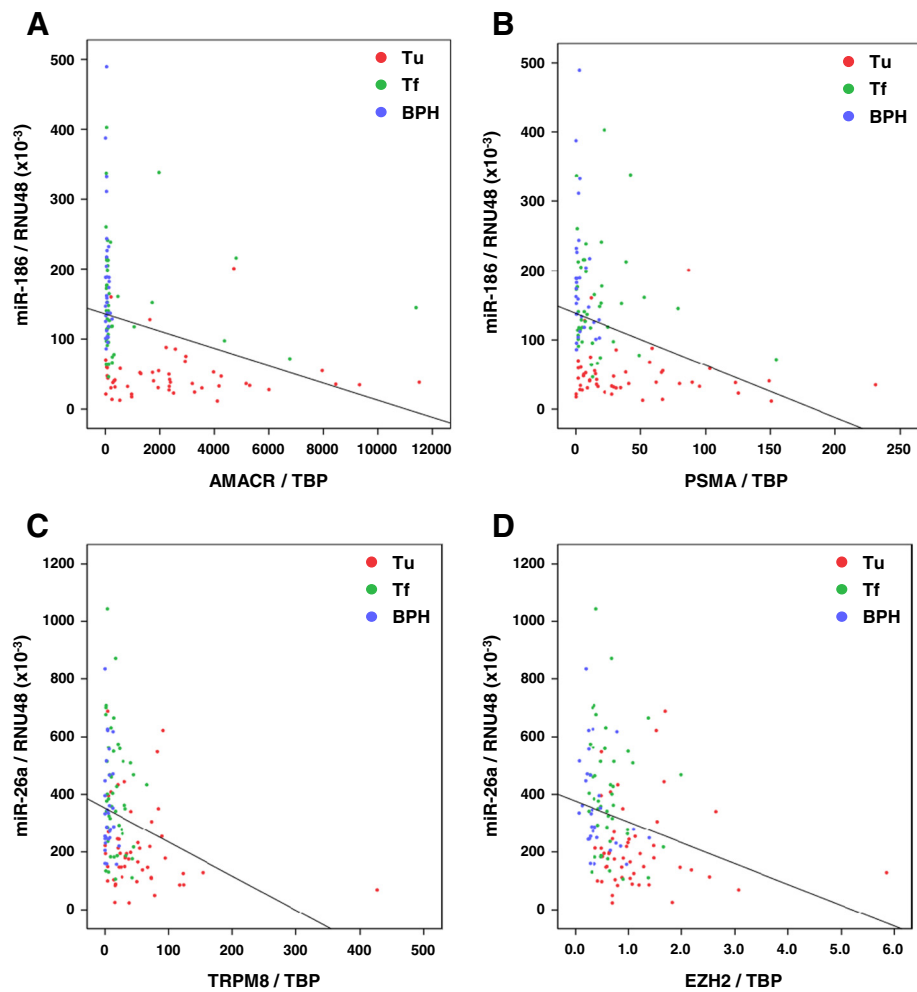 A
Tu
Tf
BPH
500
400
300
200
100
0
miR-186 / RNU48 (x10-3)
0 2000 4000 6000 8000 10000 12000
AMACR / TBP
B
Tu
Tf
BPH
500
400
300
200
100
0
miR-186 / RNU48 (x10-3)
0 50 100 150 200 250
PSMA / TBP
C
Tu
Tf
BPH
1200
1000
800
600
400
200
0
miR-26a / RNU48 (x10-3)
0 100 200 300 400 500
TRPM8 / TBP
D
Tu
Tf
BPH
1200
1000
800
600
400
200
0
miR-26a / RNU48 (x10-3)
0.0 1.0 2.0 3.0 4.0 5.0 6.0
EZH2 / TBP